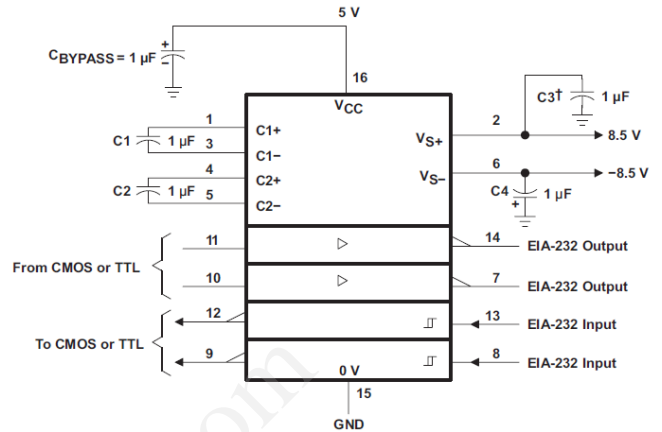 5 V
CBYPASS = 1 µF
+
−
16
VCC
C3† 1 µF
1
C1+
2
VS+
8.5 V
C1 1 µF
3
C1−
4
C2+
6
VS−
−8.5 V
C2 1 µF
5
C2−
C4 1 µF
+
11
14
EIA-232 Output
From CMOS or TTL
10
7
EIA-232 Output
12
13
EIA-232 Input
To CMOS or TTL
9
8
EIA-232 Input
0 V
15
GND
com